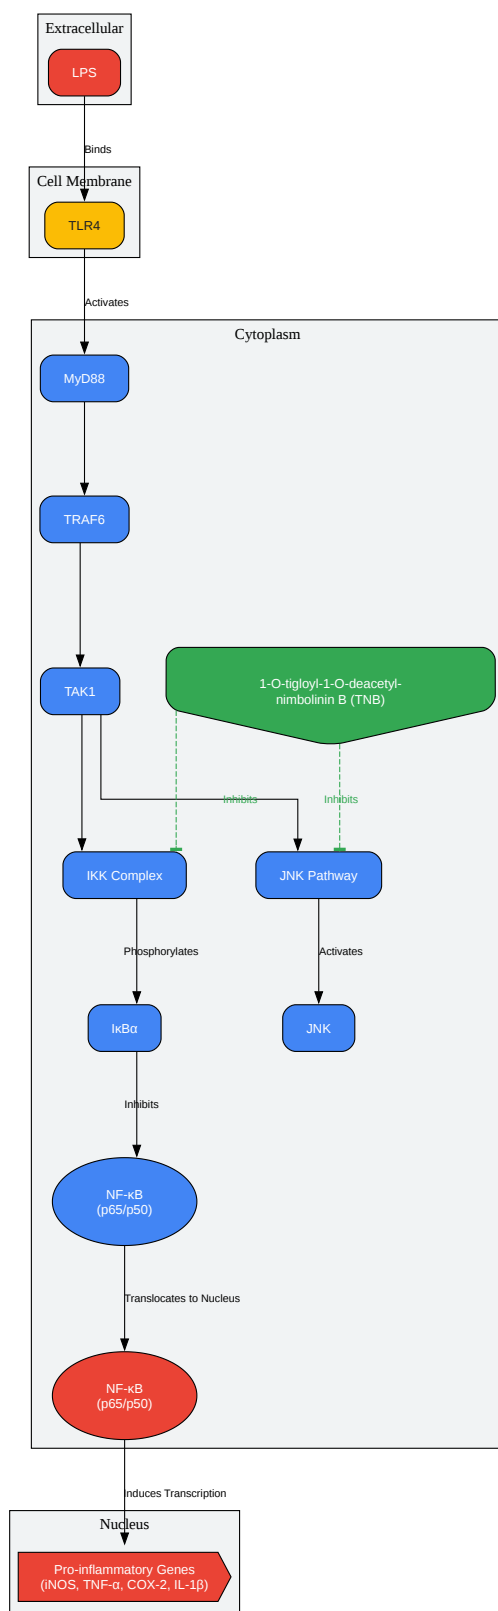 Extracellular
LPS
Binds
Cell Membrane
TLR4
Activates
Cytoplasm
MyD88
TRAF6
TAK1
1-O-tigloyl-1-O-deacetyl-
nimbolinin B (TNB)
Inhibits
Inhibits
IKK Complex
JNK Pathway
Phosphorylates
Activates
IκBα
JNK
Inhibits
NF-κB
(p65/p50)
Translocates to Nucleus
NF-κB
(p65/p50)
Induces Transcription
Nucleus
Pro-inflammatory Genes
(iNOS, TNF-α, COX-2, IL-1β)